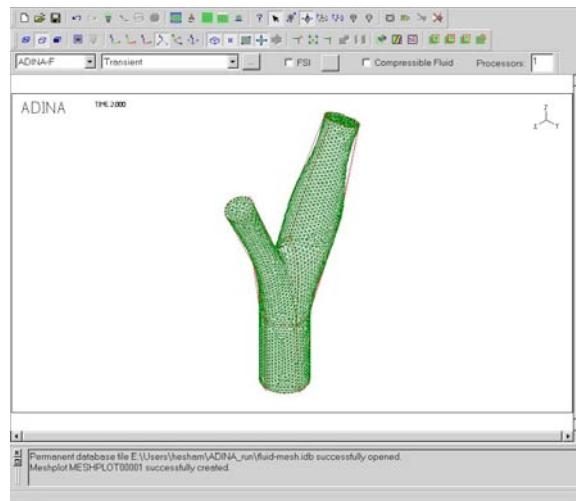 ADINA-F Transient ... FSI ... Compressible Fluid Processors: 1
ADINA TIME 2.000 Z
X Y
Permanent database file E:\Users\hesham\ADINA_run\fluid-mesh.idb successfully opened.
Meshplot MESHPLOT00001 successfully created.